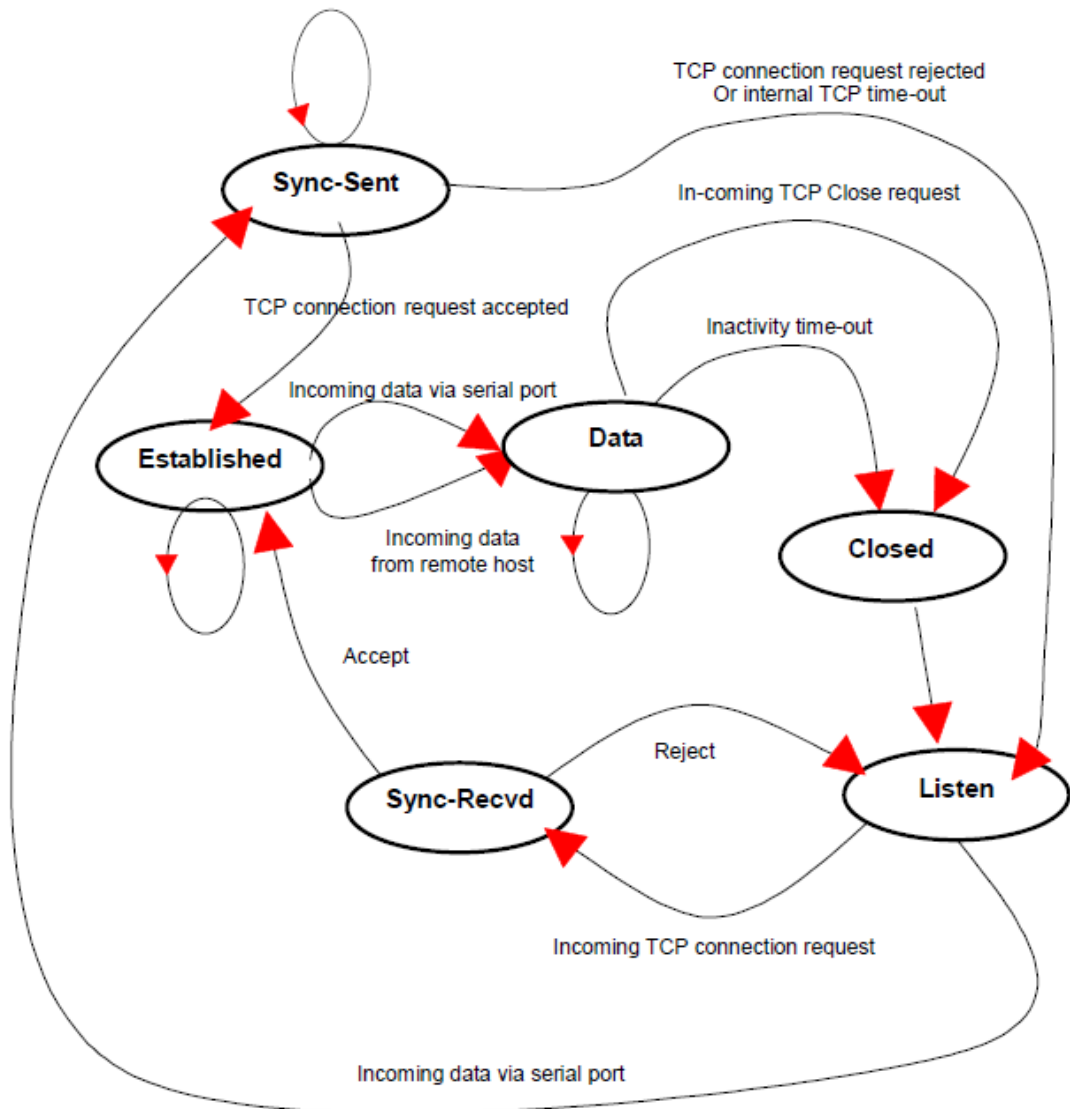 TCP connection request rejected
Or internal TCP time-out
Sync-Sent
In-coming TCP Close request
TCP connection request accepted
Inactivity time-out
Incoming data via serial port
Data
Established
Incoming data
from remote host
Closed
Accept
Reject
Sync-Recvd
Listen
Incoming TCP connection request
Incoming data via serial port